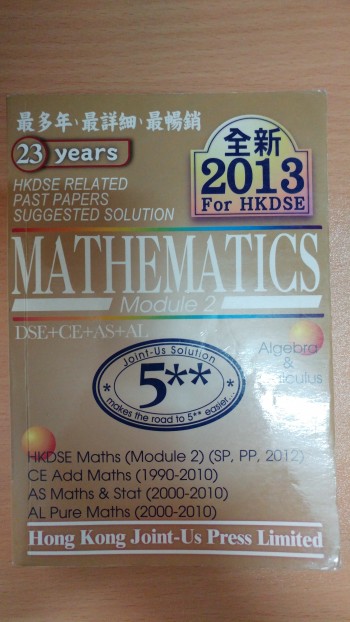 最多年、最詳細、最暢銷
23 years
全新
2013
For HKDSE
HKDSE RELATED
PAST PAPERS
SUGGESTED SOLUTION
MATHEMATICS
Module 2
DSE+CE+AS+AL
Algebra
&
Joint-Us Solution
5**
makes the road to 5** easier...
HKDSE Maths (Module 2) (SP, PP, 2012)
CE Add Maths (1990-2010)
AS Maths & Stat (2000-2010)
AL Pure Maths (2000-2010)
Hong Kong Joint-Us Press Limited